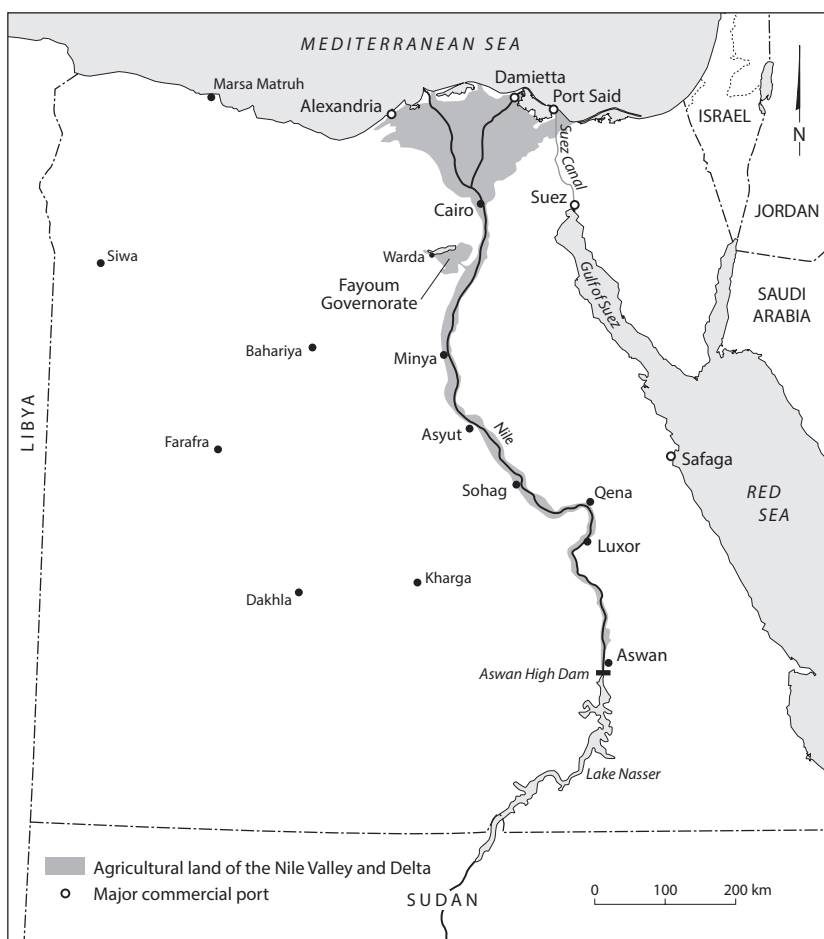 MEDITERRANEAN SEA
Damietta
Marsa Matruh
Port Said
Alexandria
ISRAEL
Suez Canal
N
Suez
Cairo
JORDAN
Warda
Siwa
Fayoum
Governorate
Gulf of Suez
SAUDI
ARABIA
Bahariya
Minya
LIBYA
Asyut
Nile
Farafra
Safaga
Sohag
Qena
RED
SEA
Luxor
Kharga
Dakhla
Aswan
Aswan High Dam
Lake Nasser
Agricultural land of the Nile Valley and Delta
Major commercial port
SUDAN
0 100 200 km